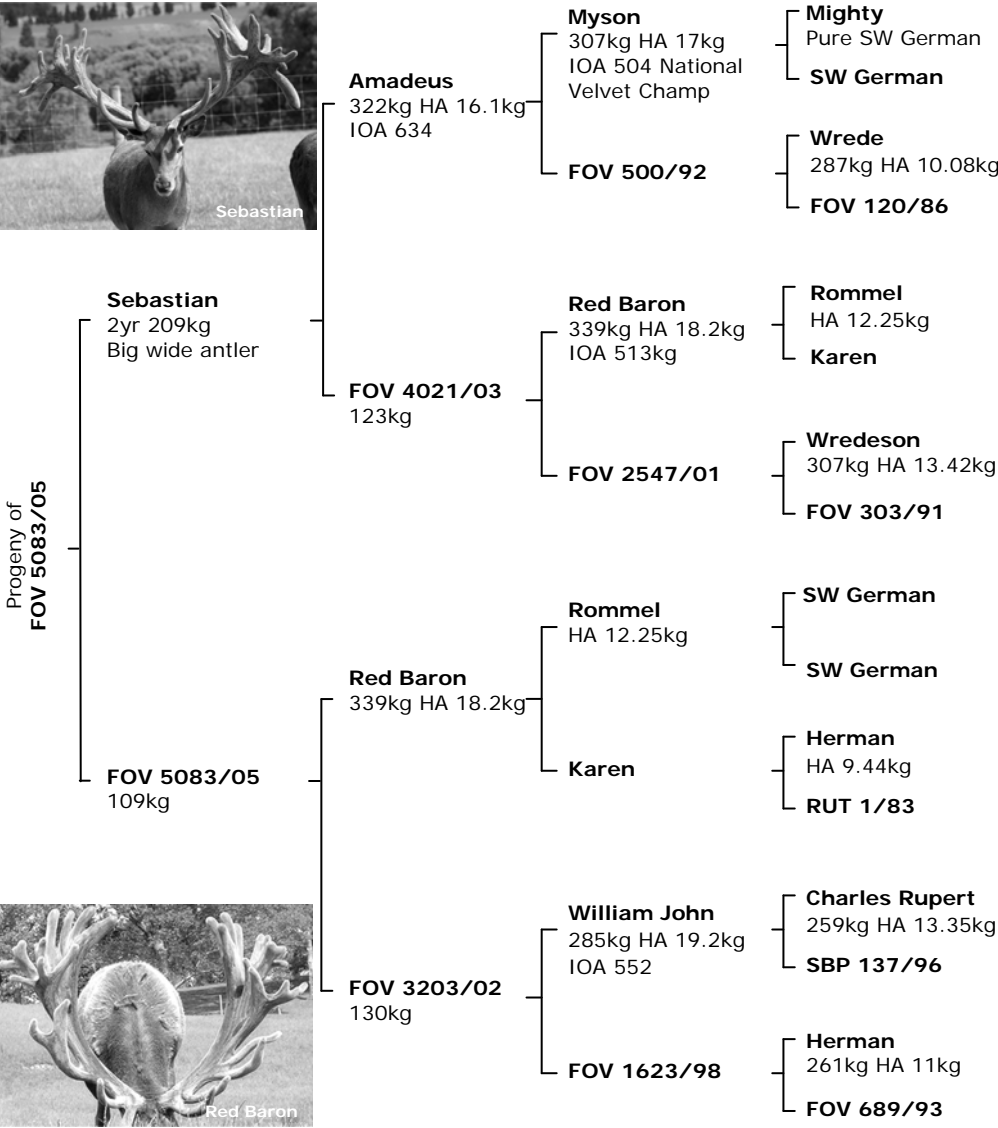 Sebastian
Progeny of
FOV 5083/05
Sebastian
2yr 209kg
Big wide antler
FOV 5083/05
109kg
Amadeus
322kg HA 16.1kg
IOA 634
FOV 4021/03
123kg
Red Baron
339kg HA 18.2kg
FOV 3203/02
130kg
Myson
307kg HA 17kg
IOA 504 National
Velvet Champ
FOV 500/92
Red Baron
339kg HA 18.2kg
IOA 513kg
FOV 2547/01
Rommel
HA 12.25kg
Karen
William John
285kg HA 19.2kg
IOA 552
FOV 1623/98
Mighty
Pure SW German
SW German
Wrede
287kg HA 10.08kg
FOV 120/86
Rommel
HA 12.25kg
Karen
Wredeson
307kg HA 13.42kg
FOV 303/91
SW German
SW German
Herman
HA 9.44kg
RUT 1/83
Charles Rupert
259kg HA 13.35kg
SBP 137/96
Herman
261kg HA 11kg
FOV 689/93
Red Baron